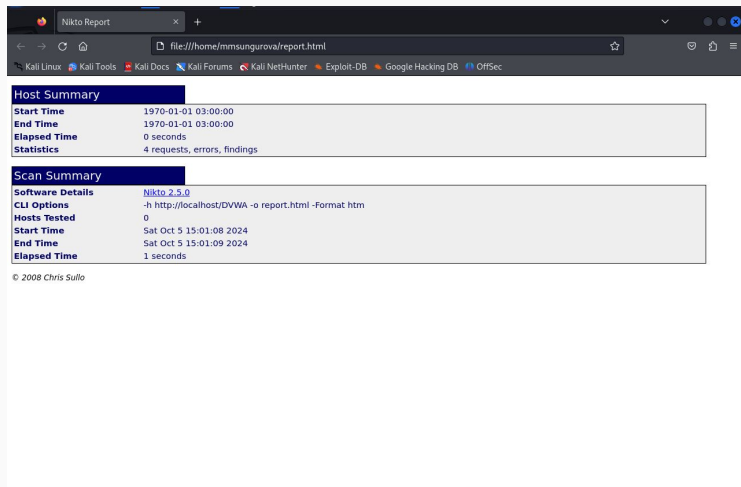 Nikto Report
file:///home/mmsungurova/report.html
Kali Linux Kali Tools Kali Docs Kali Forums Kali NetHunter Exploit-DB Google Hacking DB OffSec
Host Summary
Start Time 1970-01-01 03:00:00
End Time 1970-01-01 03:00:00
Elapsed Time 0 seconds
Statistics 4 requests, errors, findings
Scan Summary
Software Details Nikto 2.5.0
CLI Options -h http://localhost/DVWA -o report.html -Format htm
Hosts Tested 0
Start Time Sat Oct 5 15:01:08 2024
End Time Sat Oct 5 15:01:09 2024
Elapsed Time 1 seconds
© 2008 Chris Sullo